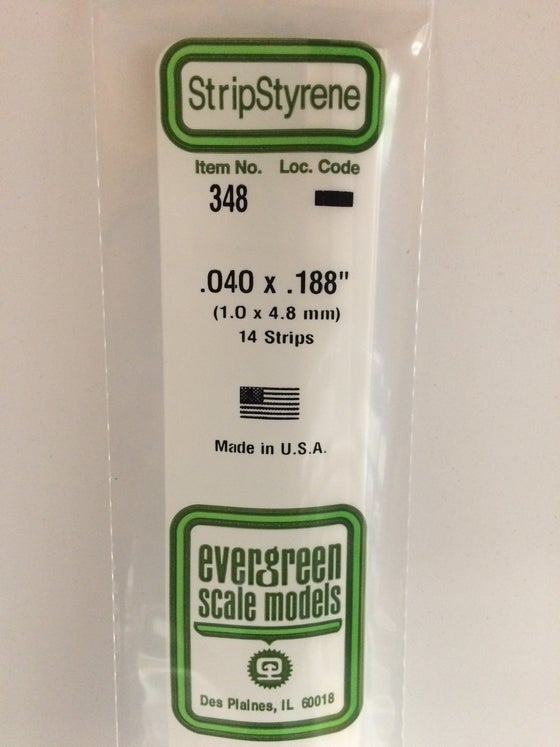 StripStyrene
Item No. Loc. Code
348
.040 x .188"
(1.0 x 4.8 mm)
14 Strips
Made in U.S.A.
evergreen
scale models
Des Plaines, IL 60018